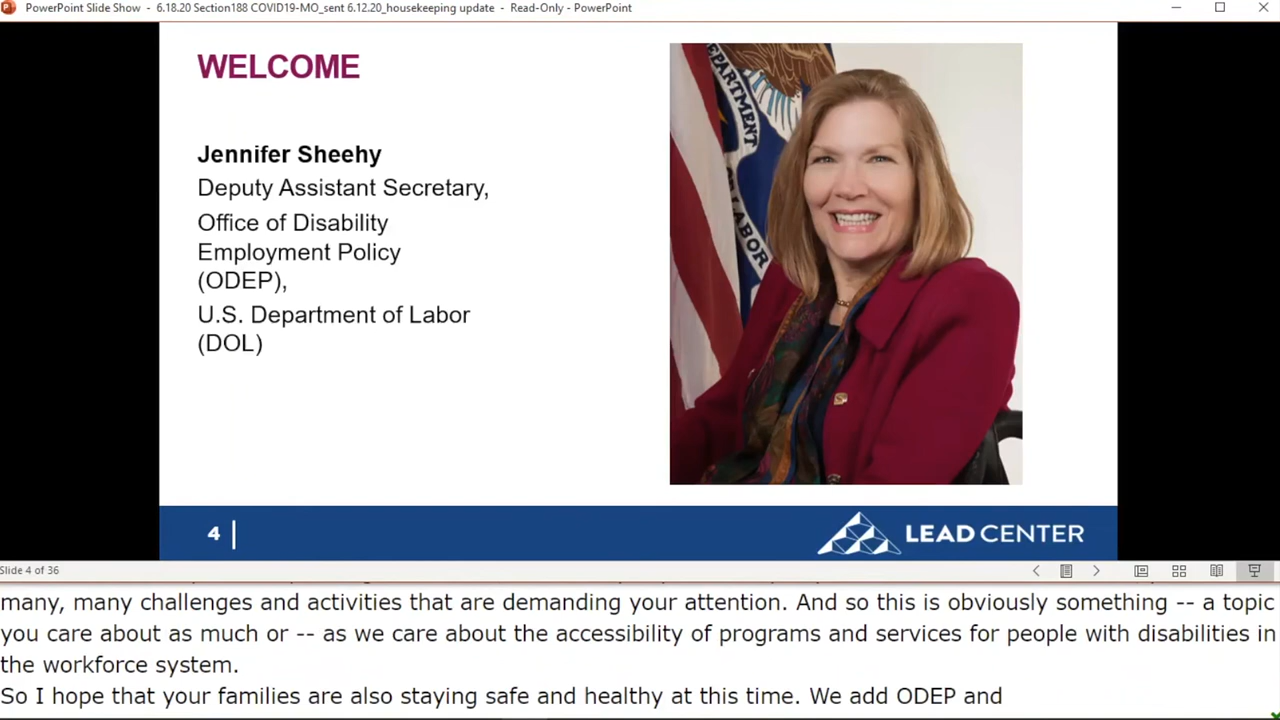 PowerPoint Slide Show - 6.18.20 Section188 COVID19-MO_sent 6.12.20_housekeeping update - Read-Only - PowerPoint
WELCOME
Jennifer Sheehy
Deputy Assistant Secretary,
Office of Disability
Employment Policy
(ODEP),
U.S. Department of Labor
(DOL)
EPARTMENT
OF LABOR
4
LEAD CENTER
Slide 4 of 36
many, many challenges and activities that are demanding your attention. And so this is obviously something -- a topic
you care about as much or -- as we care about the accessibility of programs and services for people with disabilities in
the workforce system.
So I hope that your families are also staying safe and healthy at this time. We add ODEP and